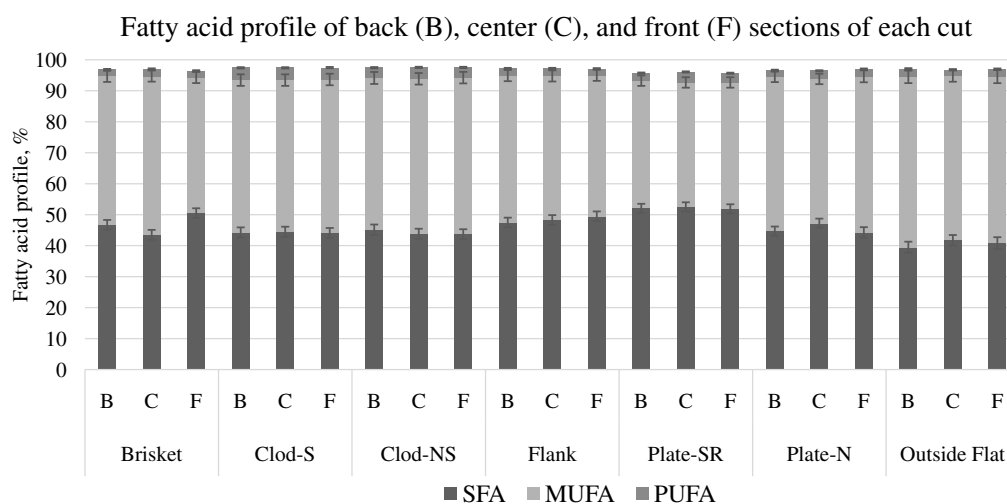 Fatty acid profile of back (B), center (C), and front (F) sections of each cut
Fatty acid profile, %
100
90
80
70
60
50
40
30
20
10
0
B C F B C F B C F B C F B C F B C F B C F
Brisket Clod-S Clod-NS Flank Plate-SR Plate-N Outside Flat
SFA MUFA PUFA